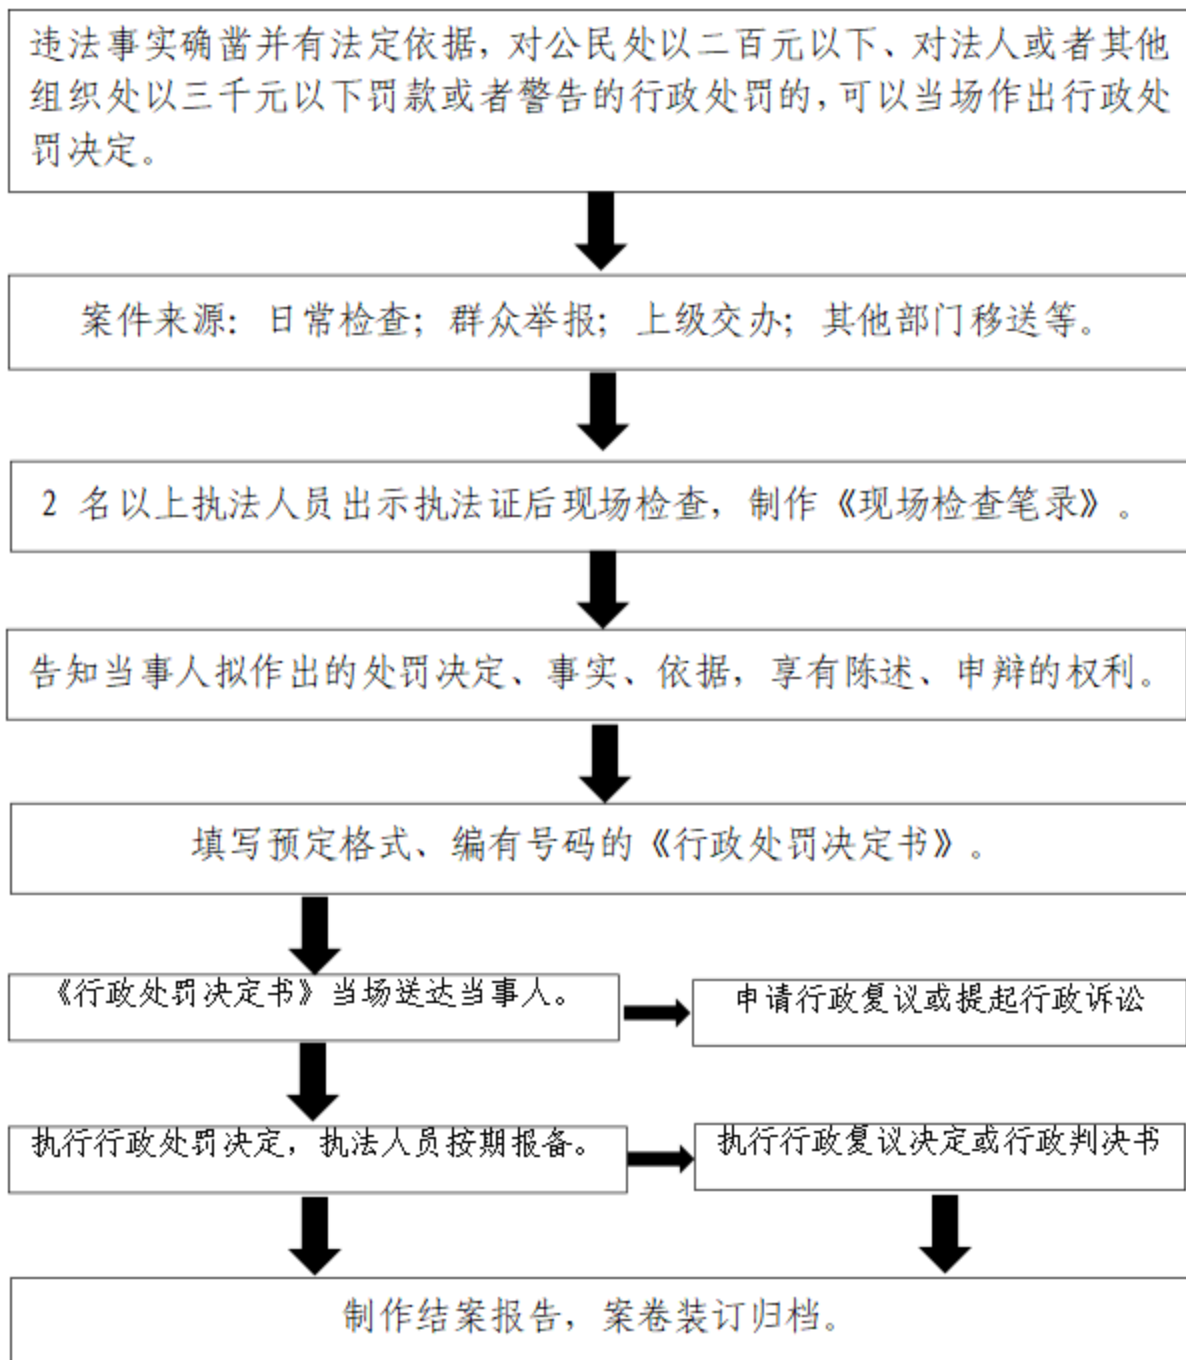 违法事实确凿并有法定依据，对公民处以二百元以下、对法人或者其他
组织处以三千元以下罚款或者警告的行政处罚的，可以当场作出行政处
罚决定。
案件来源：日常检查；群众举报；上级交办；其他部门移送等。
2 名以上执法人员出示执法证后现场检查，制作《现场检查笔录》。
告知当事人拟作出的处罚决定、事实、依据，享有陈述、申辩的权利。
填写预定格式、编有号码的《行政处罚决定书》。
《行政处罚决定书》当场送达当事人。
申请行政复议或提起行政诉讼
执行行政处罚决定，执法人员按期报备。
执行行政复议决定或行政判决书
制作结案报告，案卷装订归档。